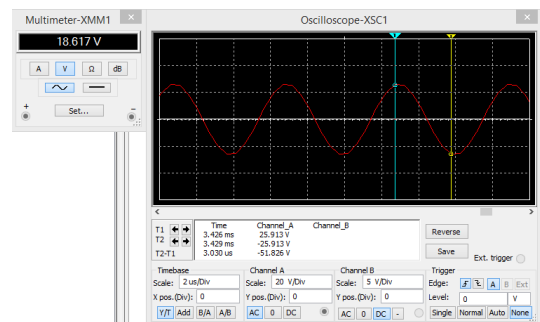 Multimeter-XMM1
×
18.617 V
A V Ω dB
+ Set... −
Oscilloscope-XSC1
×
1 2
< >
T1
T2
T2-T1
Time Channel_A Channel_B
3.426 ms 25.913 V
3.429 ms -25.913 V
3.030 us -51.826 V
Reverse
Save
Ext. trigger
Timebase
Scale: 2 us/Div
X pos.(Div): 0
Y/T Add B/A A/B
Channel A
Scale: 20 V/Div
Y pos.(Div): 0
AC 0 DC
Channel B
Scale: 5 V/Div
Y pos.(Div): 0
AC 0 DC -
Trigger
Edge: A B Ext
Level: 0 V
Single Normal Auto None